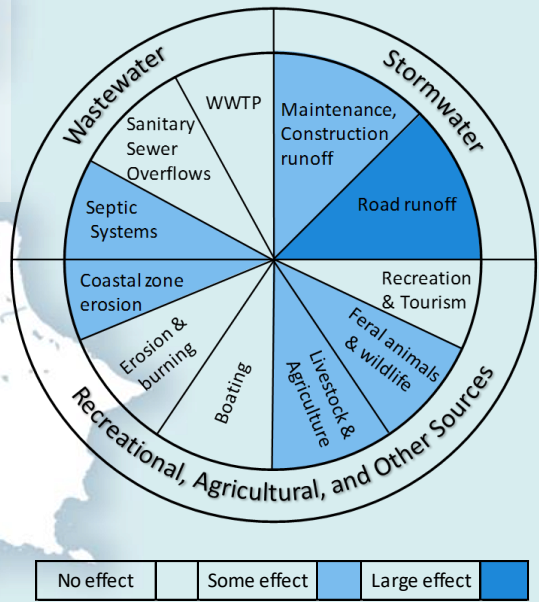 Wastewater
Stormwater
WWTP
Sanitary
Sewer
Overflows
Septic
Systems
Maintenance,
Construction
runoff
Road runoff
Coastal zone
erosion
Erosion &
burning
Boating
Livestock &
Agriculture
Feral animals
& wildlife
Recreation
& Tourism
Recreational, Agricultural, and Other Sources
No effect
Some effect
Large effect